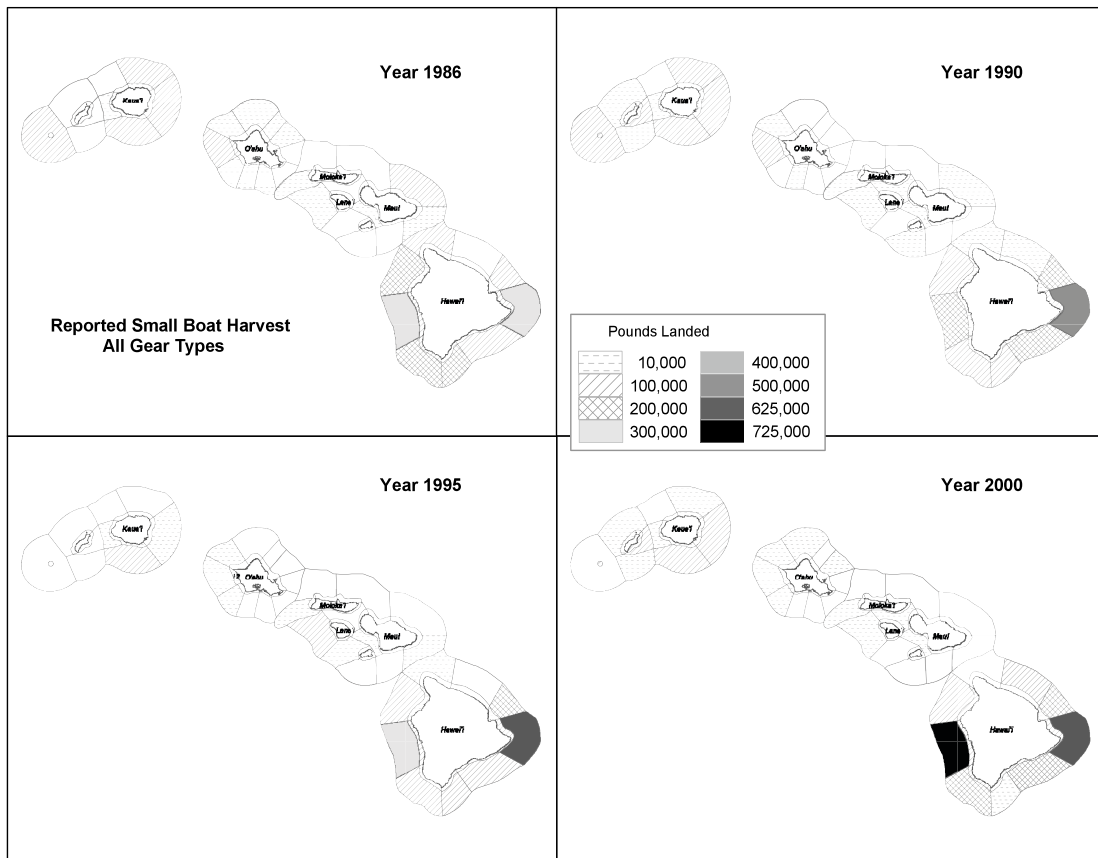 Year 1986
Kaua'i
O'ahu
Moloka'i
Lana'i
Maui
Hawai'i
Reported Small Boat Harvest
All Gear Types
Year 1990
Kaua'i
O'ahu
Moloka'i
Lana'i
Maui
Hawai'i
Pounds Landed
10,000
400,000
100,000
500,000
200,000
625,000
300,000
725,000
Year 1995
Kaua'i
O'ahu
Moloka'i
Lana'i
Maui
Hawai'i
Year 2000
Kaua'i
O'ahu
Moloka'i
Lana'i
Maui
Hawai'i